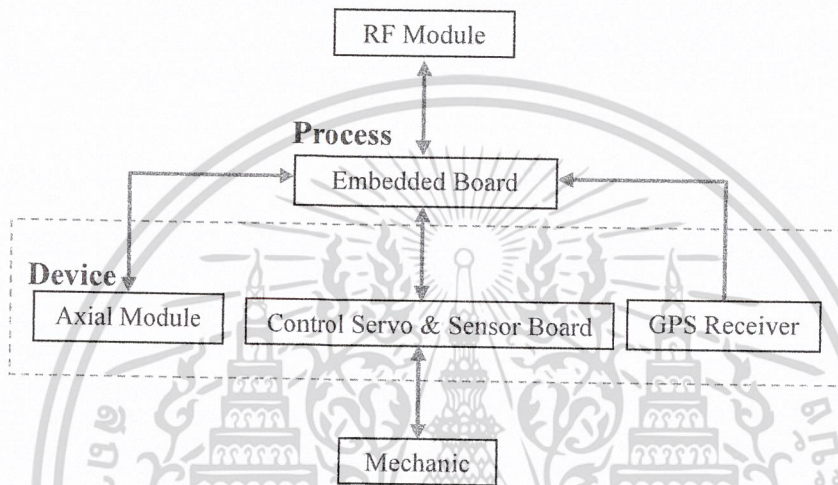 RF Module
Process
Embedded Board
Device
Axial Module
Control Servo & Sensor Board
GPS Receiver
Mechanic